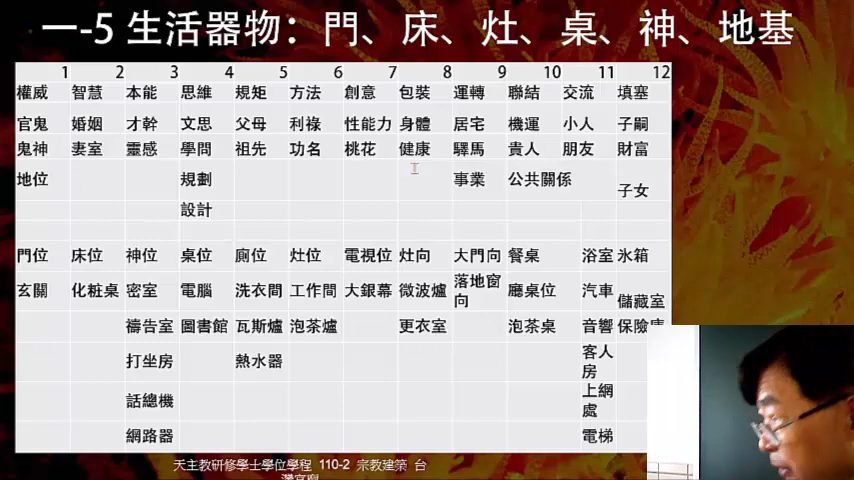 一-5 生活器物：門、床、灶、桌、神、地基
1 2 3 4 5 6 7 8 9 10 11 12
權威 智慧 本能 思維 規矩 方法 創意 包裝 運轉 聯結 交流 填塞
官鬼 婚姻 才幹 文思 父母 利祿 性能力 身體 居宅 機運 小人 子嗣
鬼神 妻室 靈感 學問 祖先 功名 桃花 健康 驛馬 貴人 朋友 財富
地位 規劃 事業 公共關係 子女
設計
門位 床位 神位 桌位 廁位 灶位 電視位 灶向 大門向 餐桌 浴室 氷箱
玄關 化粧桌 密室 電腦 洗衣間 工作間 大銀幕 微波爐 落地窗向 廳桌位 汽車 儲藏室
禱告室 圖書館 瓦斯爐 泡茶爐 更衣室 泡茶桌 音響 保險
打坐房 熱水器 客人房
話總機 上網處
網路器 電梯
天主教研修學士學位學程 110-2 宗教建築 台